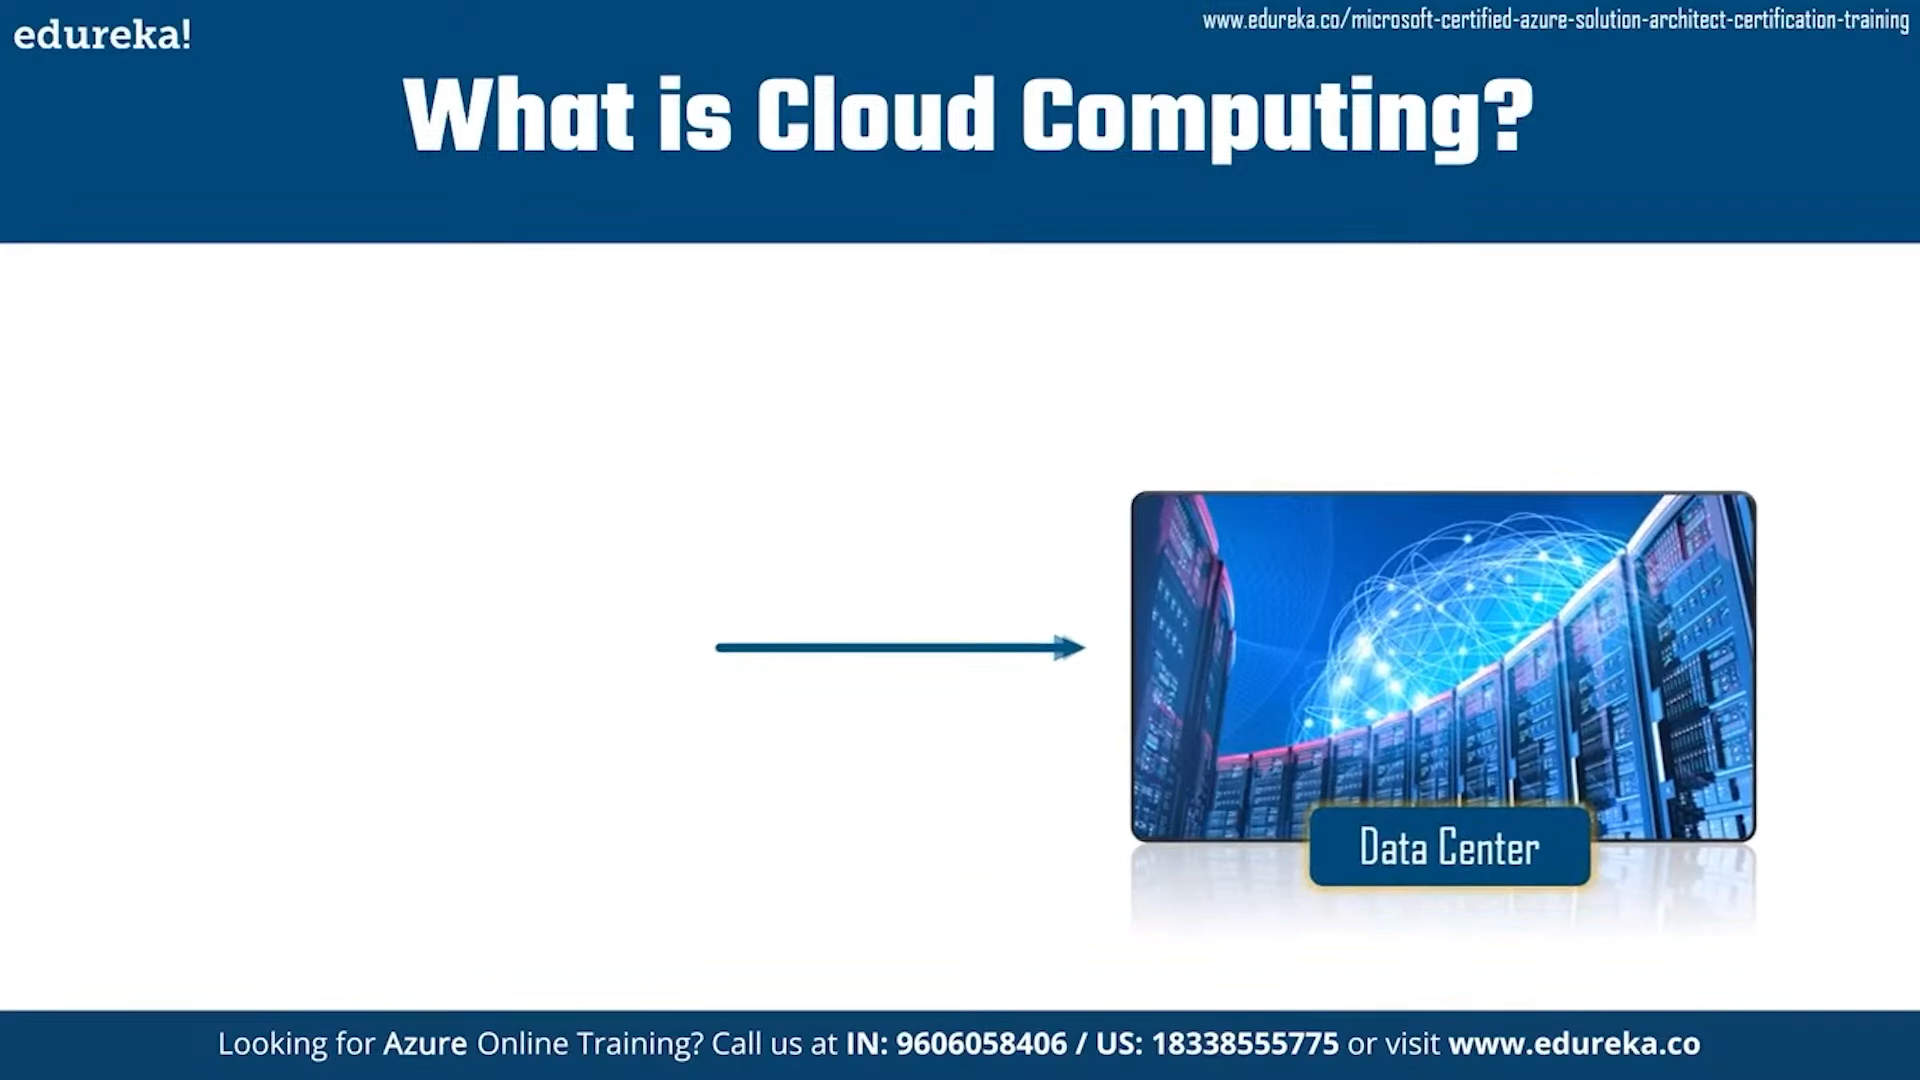 edureka!
www.edureka.co/microsoft-certified-azure-solution-architect-certification-training
What is Cloud Computing?
Data Center
Looking for Azure Online Training? Call us at IN: 9606058406 / US: 18338555775 or visit www.edureka.co